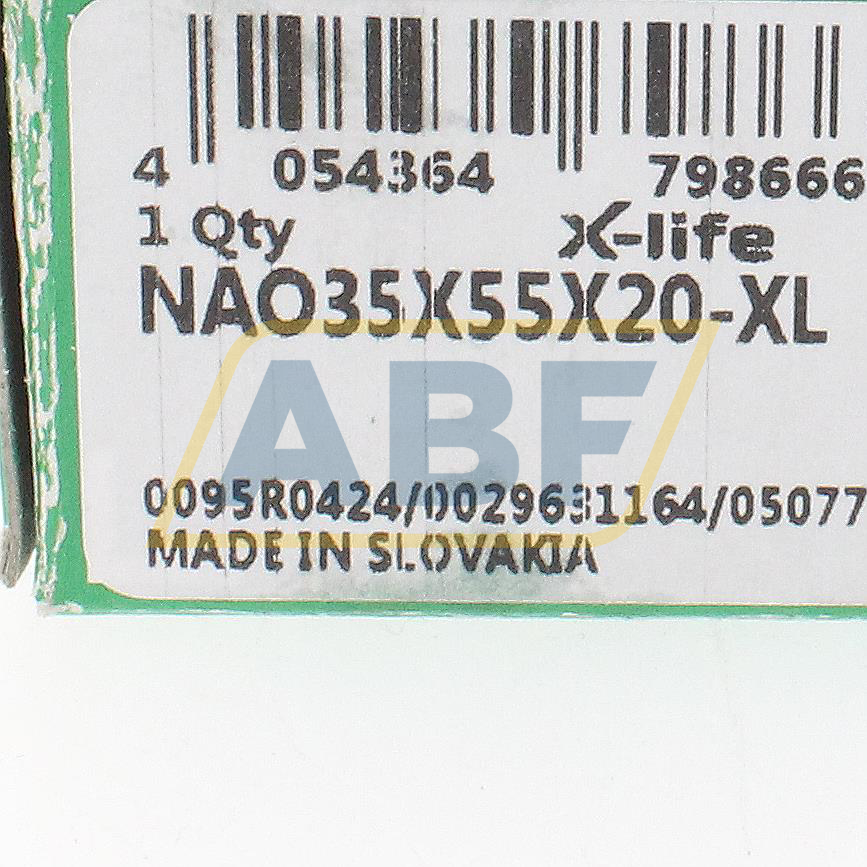 4 054364 798666
1 Qty X-life
NAO35X55X20-XL
ABF
0095R0424/0029631164/05077
MADE IN SLOVAKIA